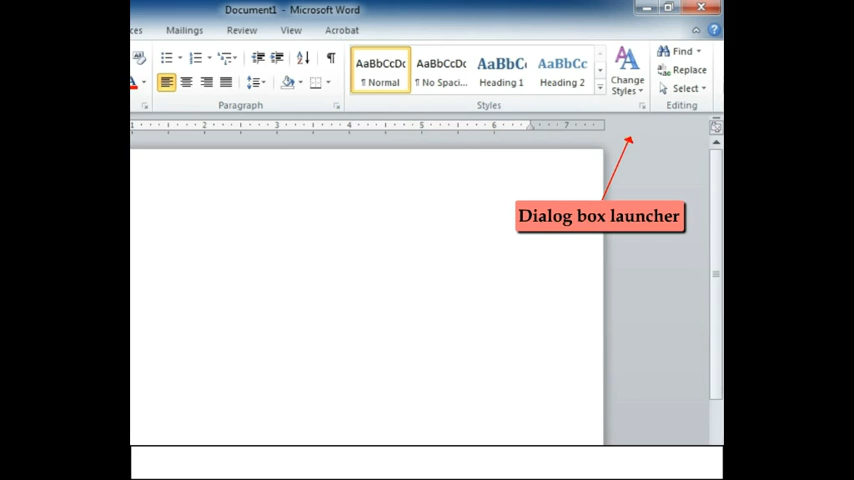 Document1 - Microsoft Word
ces Mailings Review View Acrobat
AaBbCcDc AaBbCcDc AaBbC AaBbCc
¶ Normal ¶ No Spaci... Heading 1 Heading 2
Change
Styles
Find
Replace
Select
Paragraph Styles Editing
1 2 3 4 5 6 7
Dialog box launcher